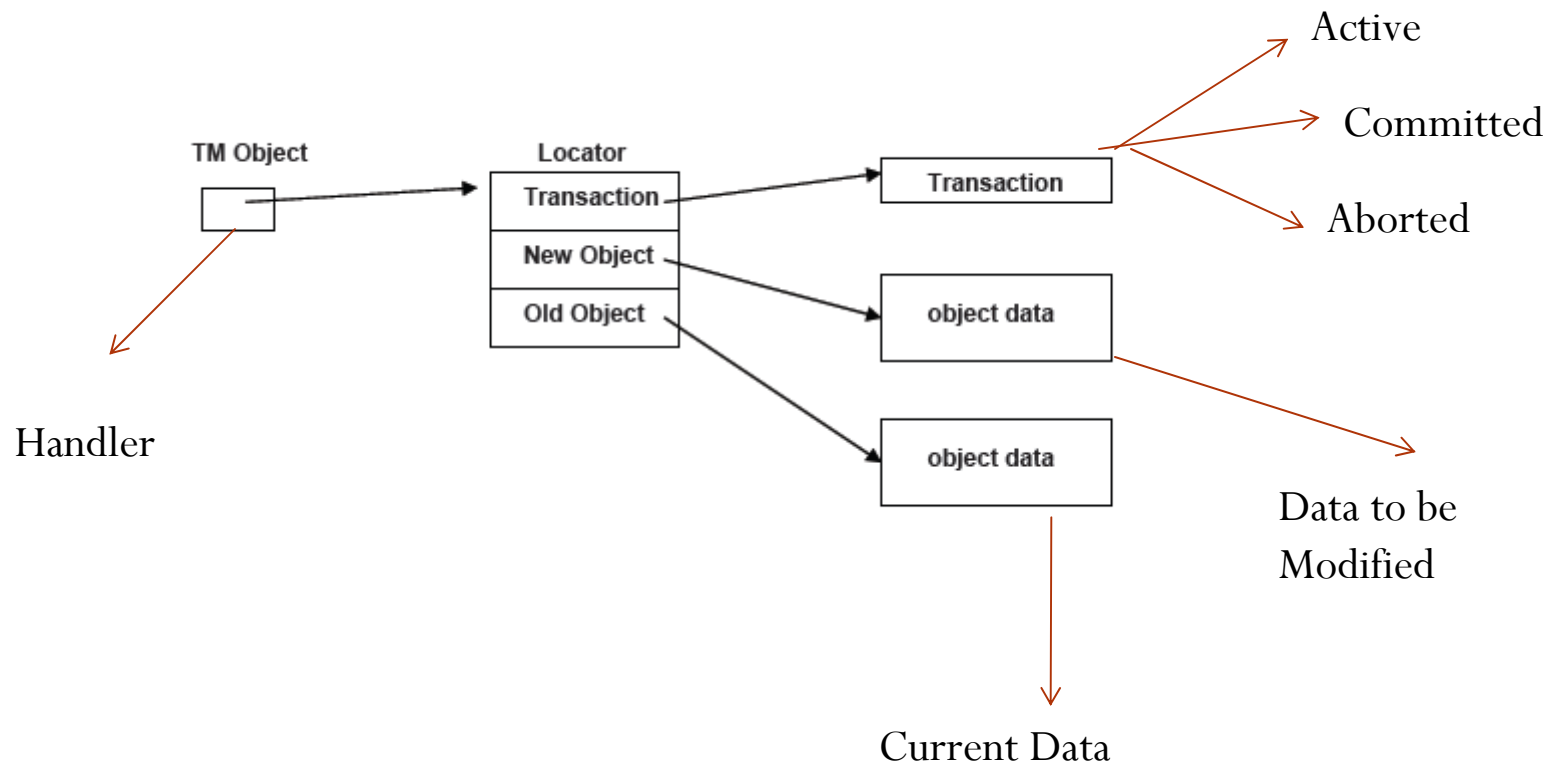 Active
Committed
Aborted
TM Object
Locator
Transaction
New Object
Old Object
Transaction
object data
object data
Handler
Data to be
Modified
Current Data